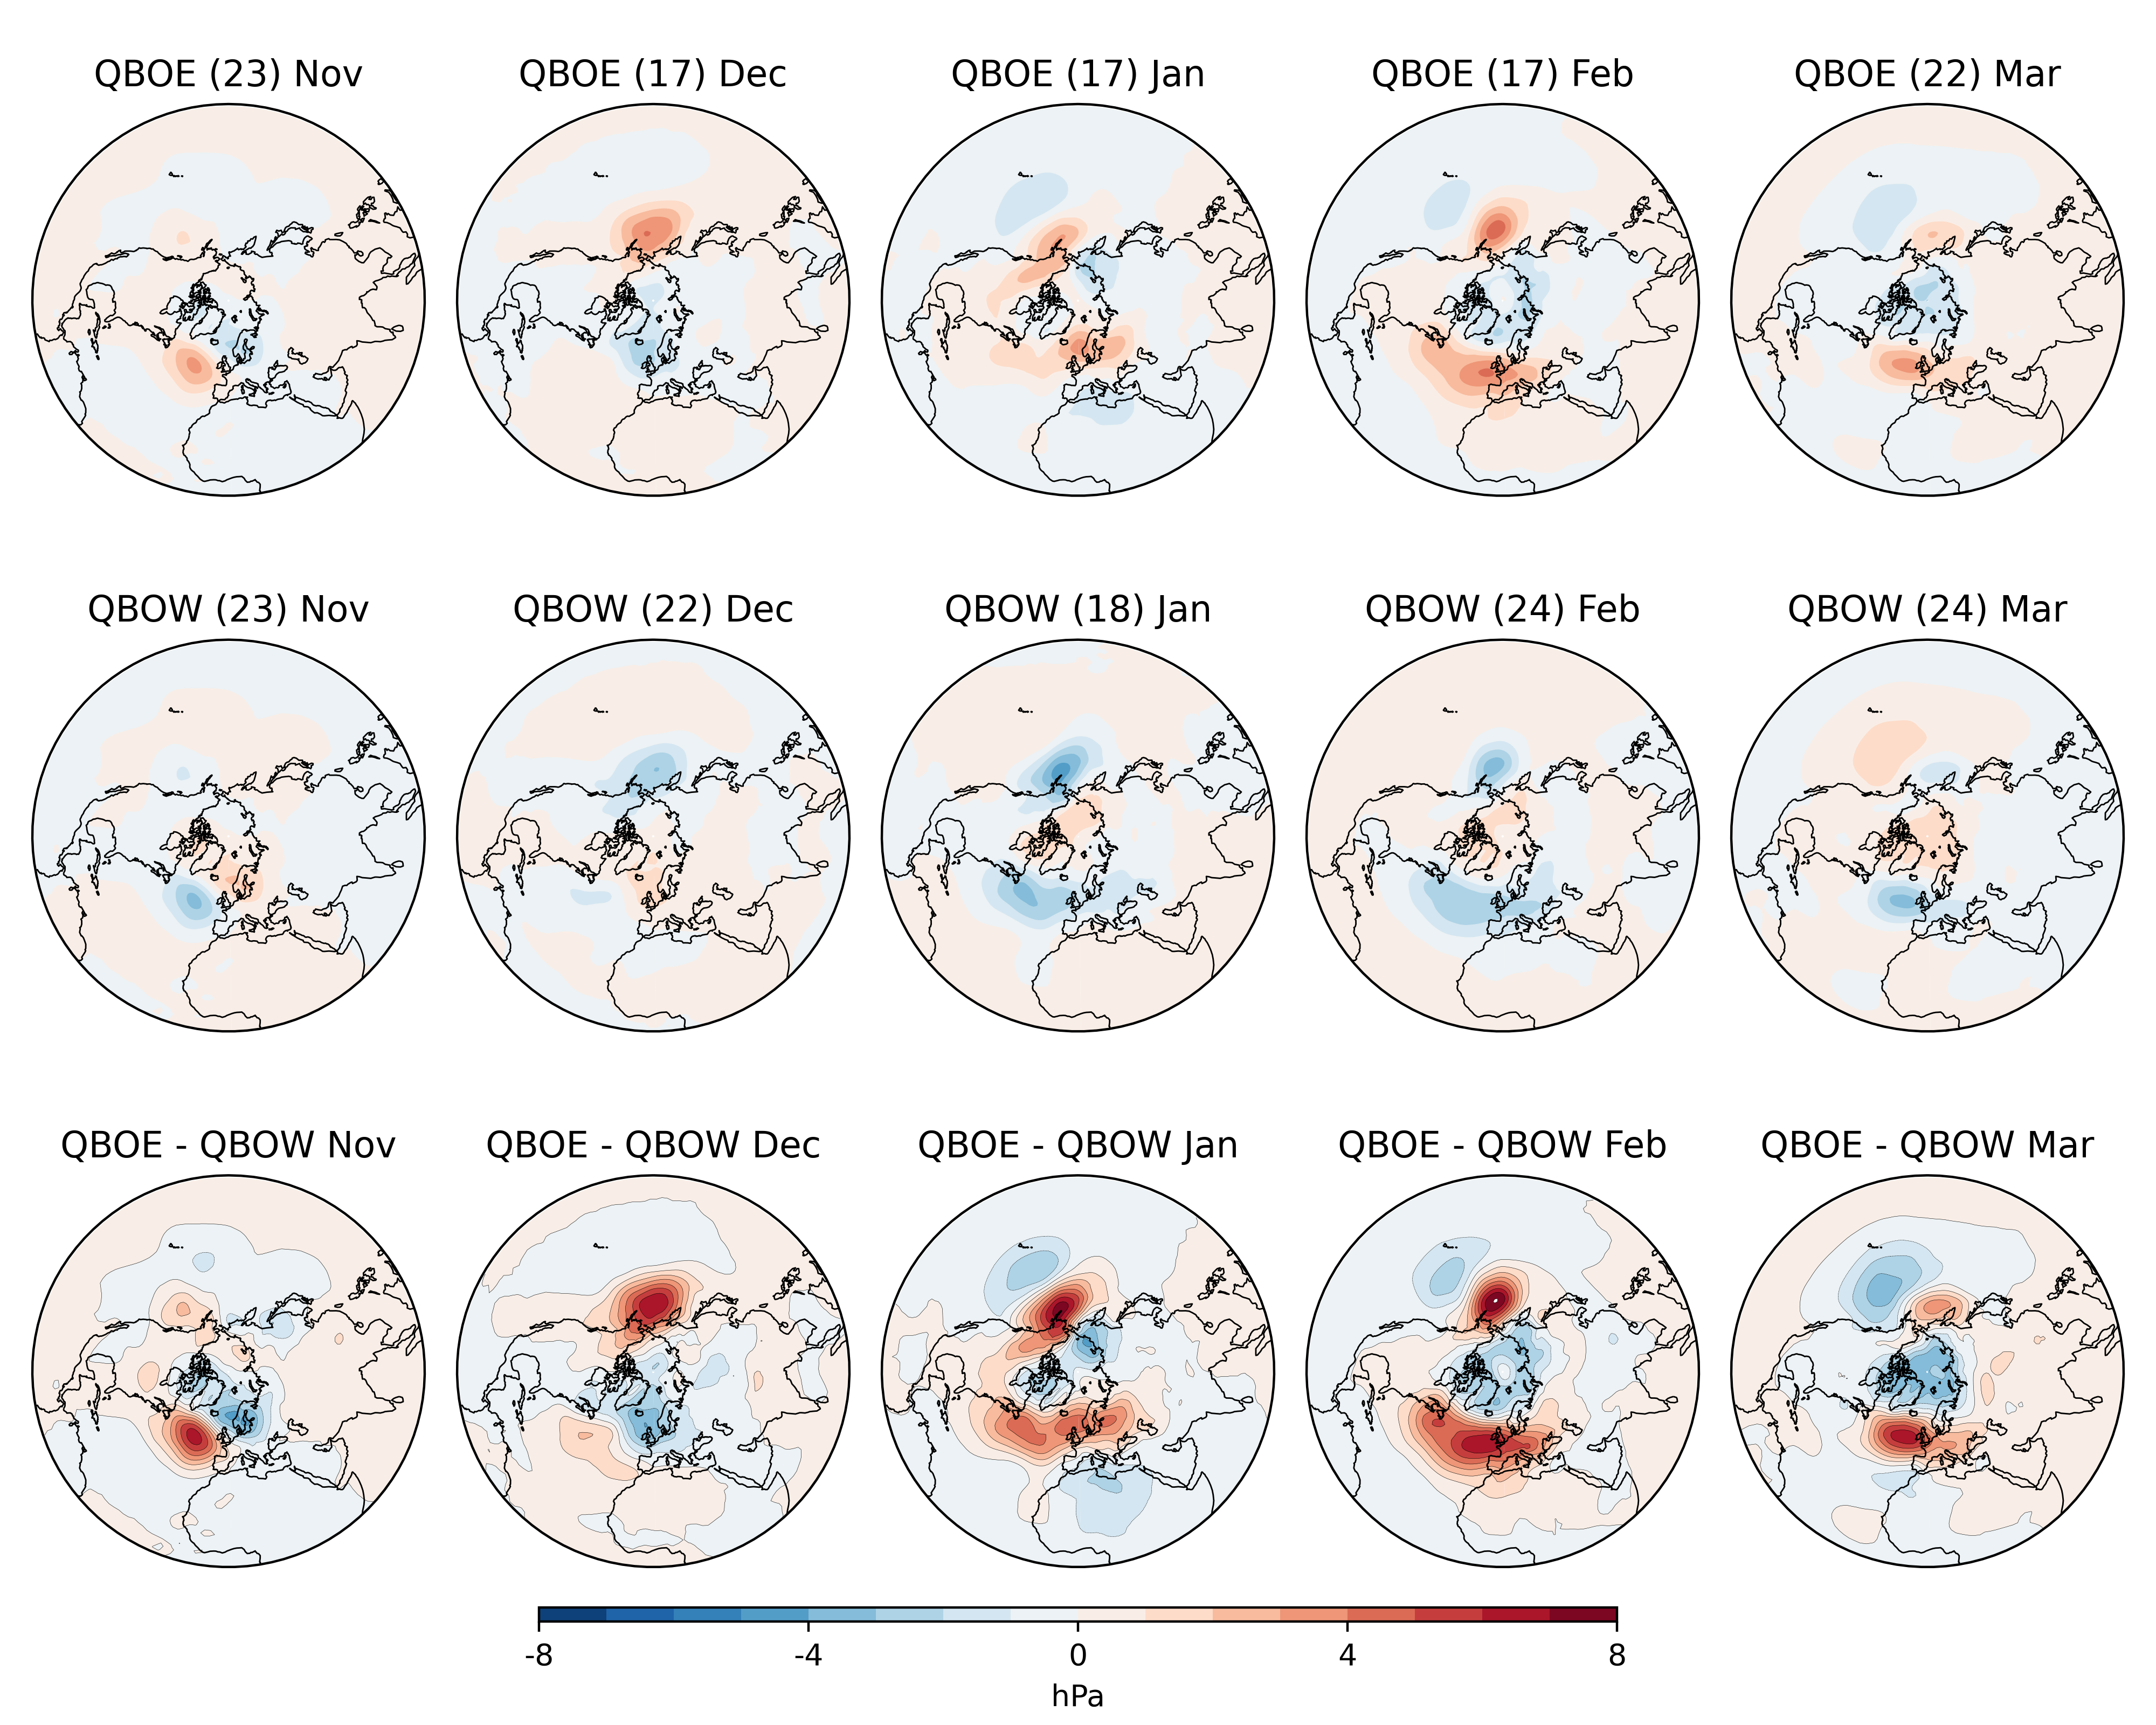 QBOE (23) Nov
QBOE (17) Dec
QBOE (17) Jan
QBOE (17) Feb
QBOE (22) Mar
QBOW (23) Nov
QBOW (22) Dec
QBOW (18) Jan
QBOW (24) Feb
QBOW (24) Mar
QBOE - QBOW Nov
QBOE - QBOW Dec
QBOE - QBOW Jan
QBOE - QBOW Feb
QBOE - QBOW Mar
-8 -4 0 4 8
hPa